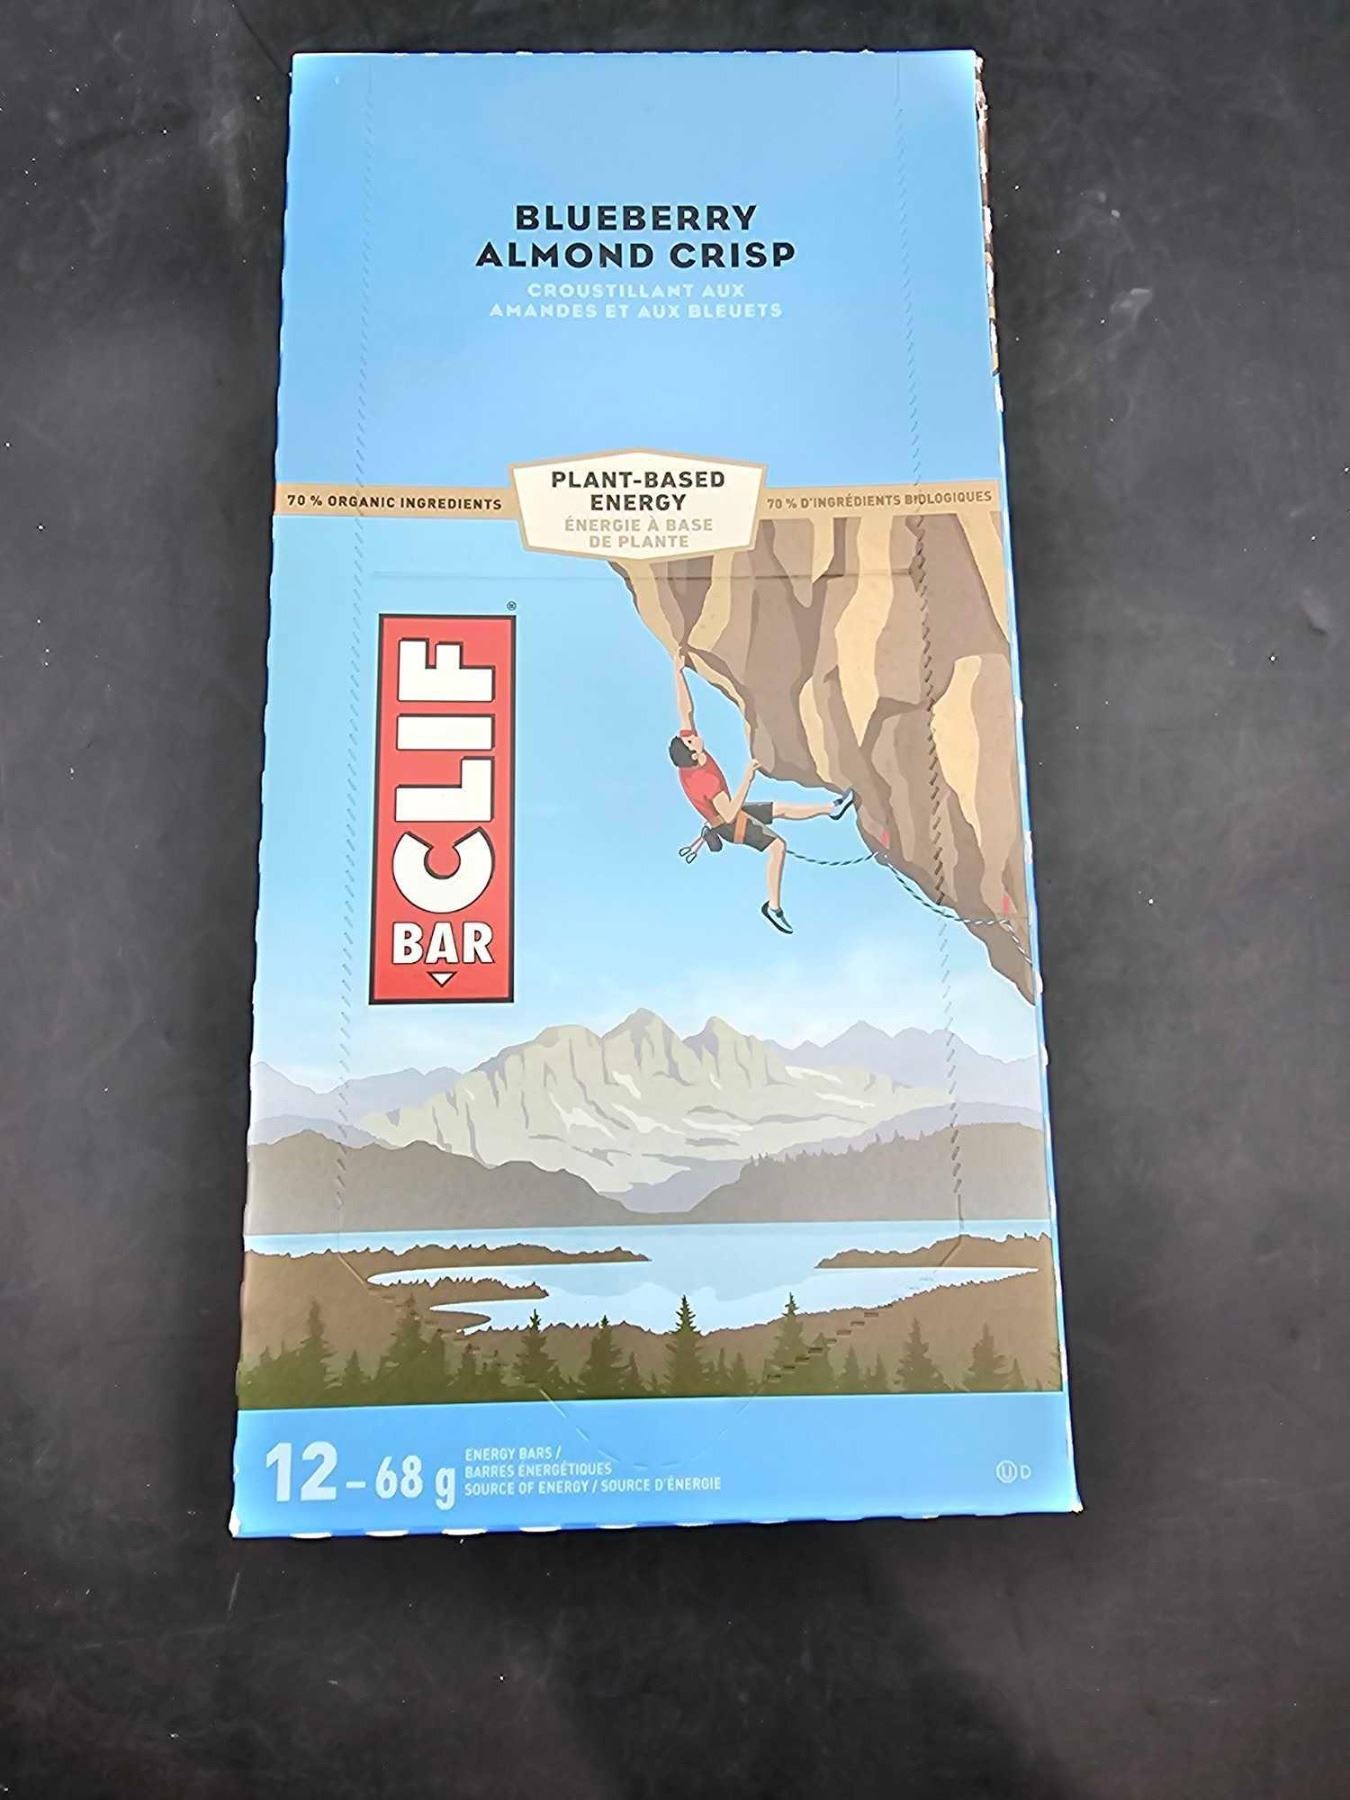 BLUEBERRY
ALMOND CRISP
CROUSTILLANT AUX
AMANDES ET AUX BLEUETS
70 % ORGANIC INGREDIENTS
PLANT-BASED
ENERGY
ÉNERGIE À BASE
DE PLANTE
70 % D'INGRÉDIENTS BIOLOGIQUES
CLIF®
BAR
12-68 g
ENERGY BARS /
BARRES ÉNERGÉTIQUES
SOURCE OF ENERGY / SOURCE D'ÉNERGIE
Ⓤ D